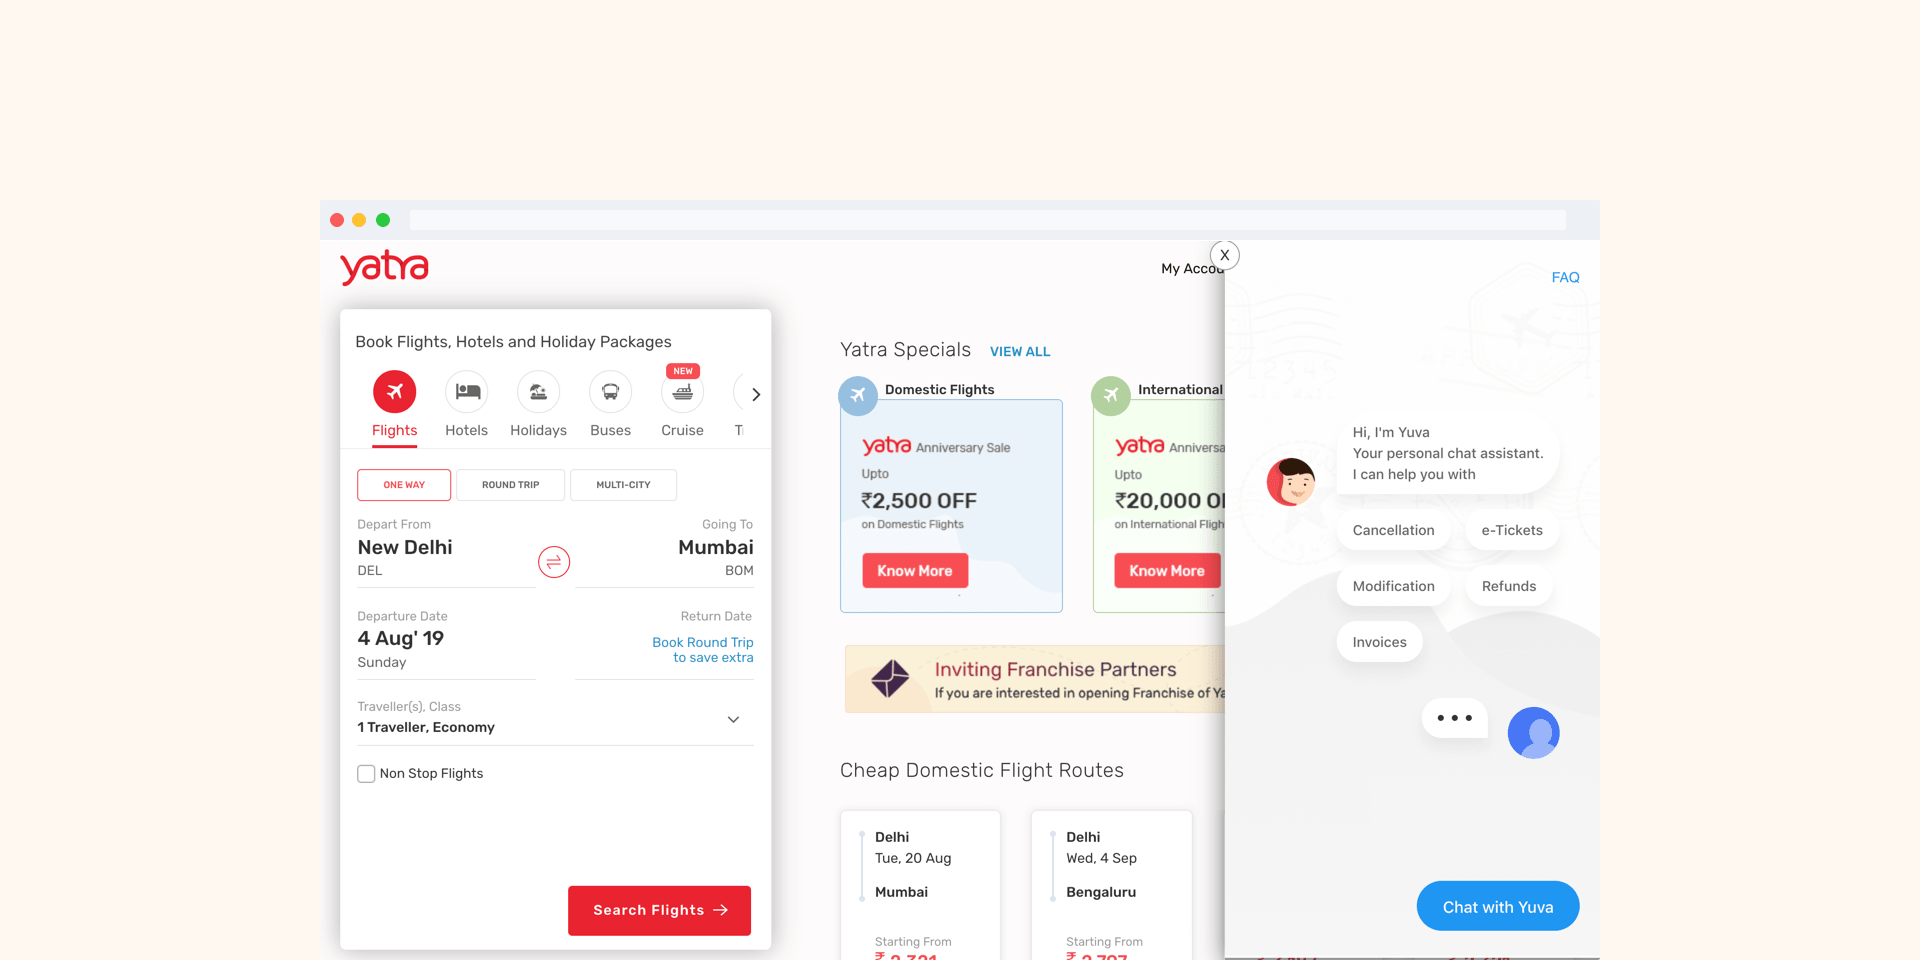 yatra
My Accou
X
FAQ
Book Flights, Hotels and Holiday Packages
NEW
Flights
Hotels
Holidays
Buses
Cruise
ONE WAY
ROUND TRIP
MULTI-CITY
Depart From
Going To
New Delhi
Mumbai
DEL
BOM
Departure Date
Return Date
4 Aug' 19
Book Round Trip
to save extra
Sunday
Traveller(s), Class
1 Traveller, Economy
Non Stop Flights
Search Flights
Yatra Specials
VIEW ALL
Domestic Flights
yatra Anniversary Sale
Upto
₹2,500 OFF
on Domestic Flights
Know More
International
yatra Anniversa
Upto
₹20,000 OF
on International Fligh
Know More
Inviting Franchise Partners
If you are interested in opening Franchise of Ya
Cheap Domestic Flight Routes
Delhi
Tue, 20 Aug
Mumbai
Starting From
₹ 2,321
Delhi
Wed, 4 Sep
Bengaluru
Starting From
₹ 2,707
Hi, I'm Yuva
Your personal chat assistant.
I can help you with
Cancellation
e-Tickets
Modification
Refunds
Invoices
Chat with Yuva